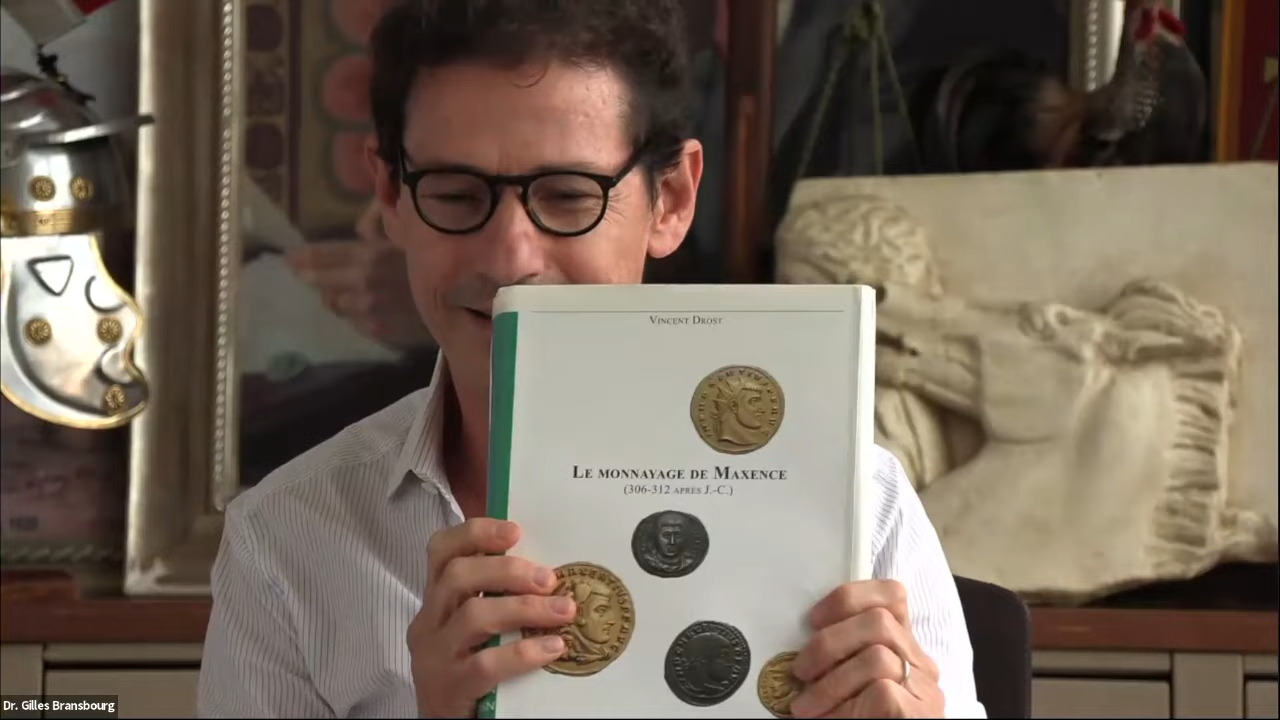 VINCENT DROST
LE MONNAYAGE DE MAXENCE
(306-312 APRÈS J.-C.)
Dr. Gilles Bransbourg